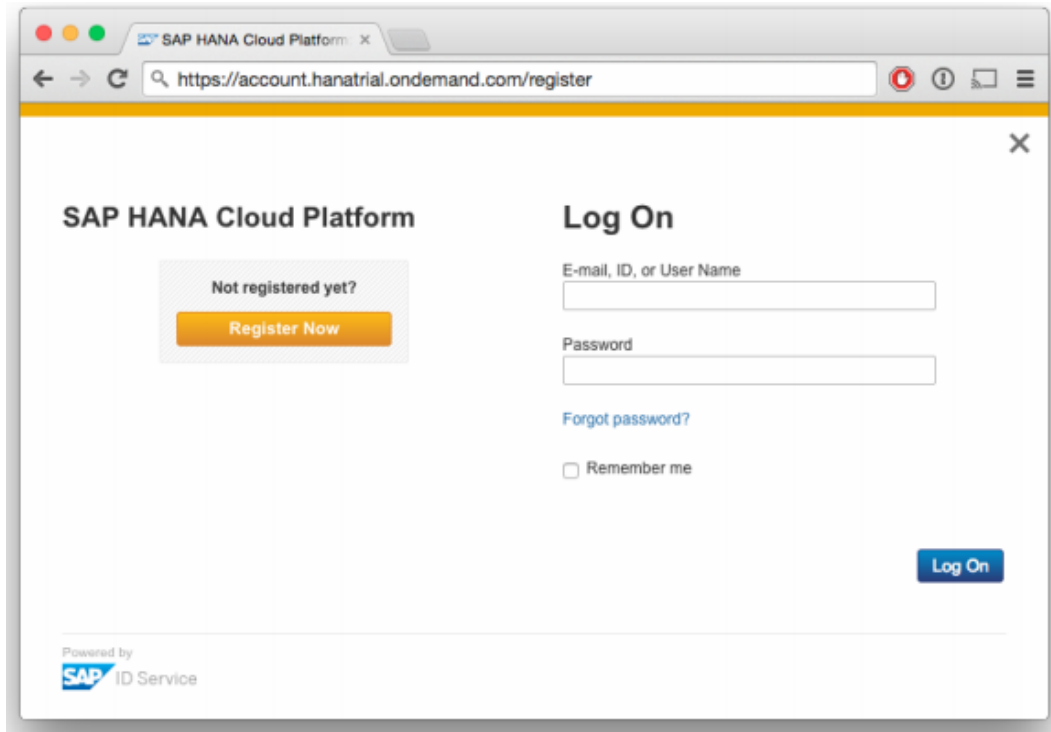 SAP HANA Cloud Platform
https://account.hanatrial.ondemand.com/register
SAP HANA Cloud Platform
Not registered yet?
Register Now
Log On
E-mail, ID, or User Name
Password
Forgot password?
Remember me
Log On
Powered by
SAP ID Service